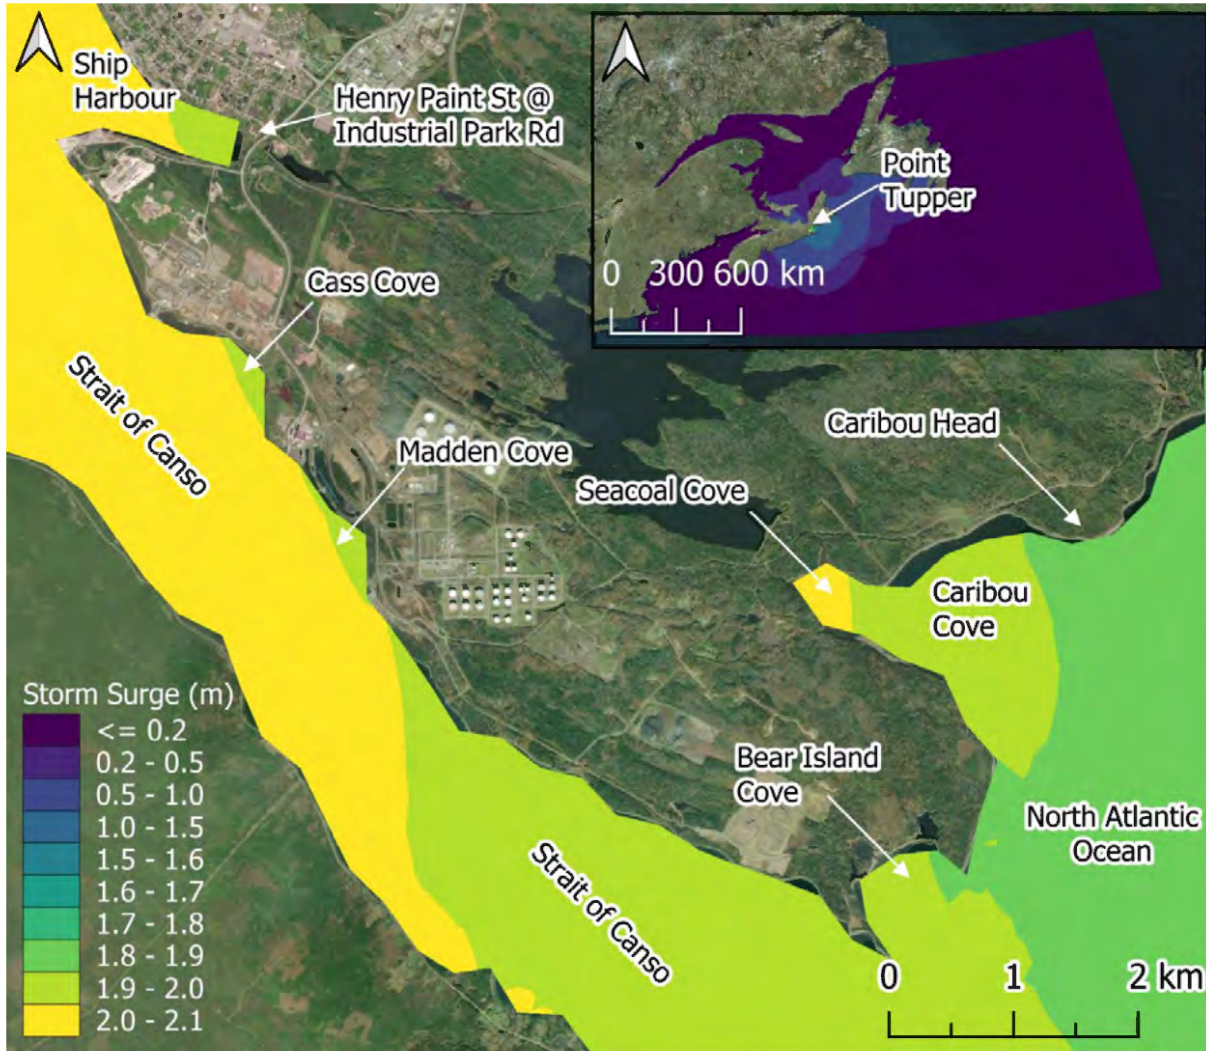 Ship
Harbour
Henry Paint St @
Industrial Park Rd
Point
Tupper
0 300 600 km
Cass Cove
Strait of Canso
Madden Cove
Caribou Head
Seacoal Cove
Caribou
Cove
Storm Surge (m)
<= 0.2
0.2 - 0.5
0.5 - 1.0
1.0 - 1.5
1.5 - 1.6
1.6 - 1.7
1.7 - 1.8
1.8 - 1.9
1.9 - 2.0
2.0 - 2.1
Bear Island
Cove
North Atlantic
Ocean
Strait of Canso
0 1 2 km